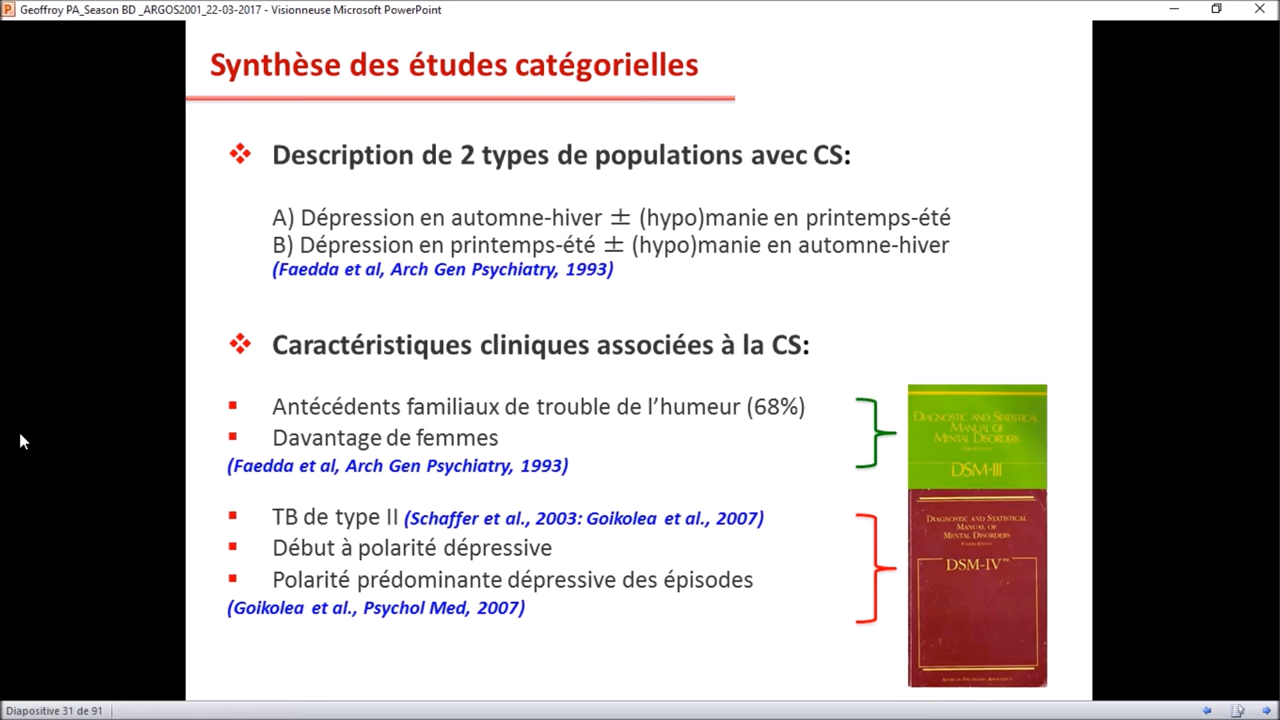 Geoffroy PA_Season BD _ARGOS2001_22-03-2017 - Visionneuse Microsoft PowerPoint
Synthèse des études catégorielles
Description de 2 types de populations avec CS:
A) Dépression en automne-hiver ± (hypo)manie en printemps-été
B) Dépression en printemps-été ± (hypo)manie en automne-hiver
(Faedda et al, Arch Gen Psychiatry, 1993)
Caractéristiques cliniques associées à la CS:
Antécédents familiaux de trouble de l’humeur (68%)
Davantage de femmes
(Faedda et al, Arch Gen Psychiatry, 1993)
DIAGNOSTIC AND STATISTICAL
MANUAL OF
MENTAL DISORDERS
DSM-III
TB de type II (Schaffer et al., 2003: Goikolea et al., 2007)
Début à polarité dépressive
Polarité prédominante dépressive des épisodes
(Goikolea et al., Psychol Med, 2007)
DIAGNOSTIC AND STATISTICAL
MANUAL OF
MENTAL DISORDERS
FOURTH EDITION
DSM-IV™
AMERICAN PSYCHIATRIC ASSOCIATION
Diapositive 31 de 91